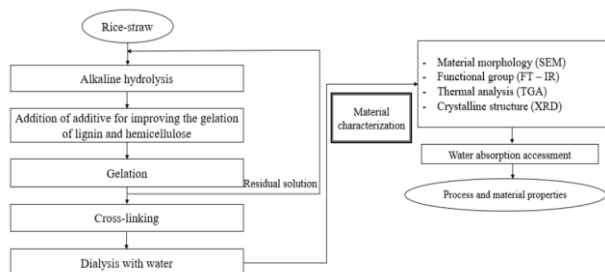 Rice-straw
Alkaline hydrolysis
Addition of additive for improving the gelation
of lignin and hemicellulose
Gelation
Residual solution
Cross-linking
Dialysis with water
Material
characterization
- Material morphology (SEM)
- Functional group (FT – IR)
- Thermal analysis (TGA)
- Crystalline structure (XRD)
Water absorption accessment
Process and material properties